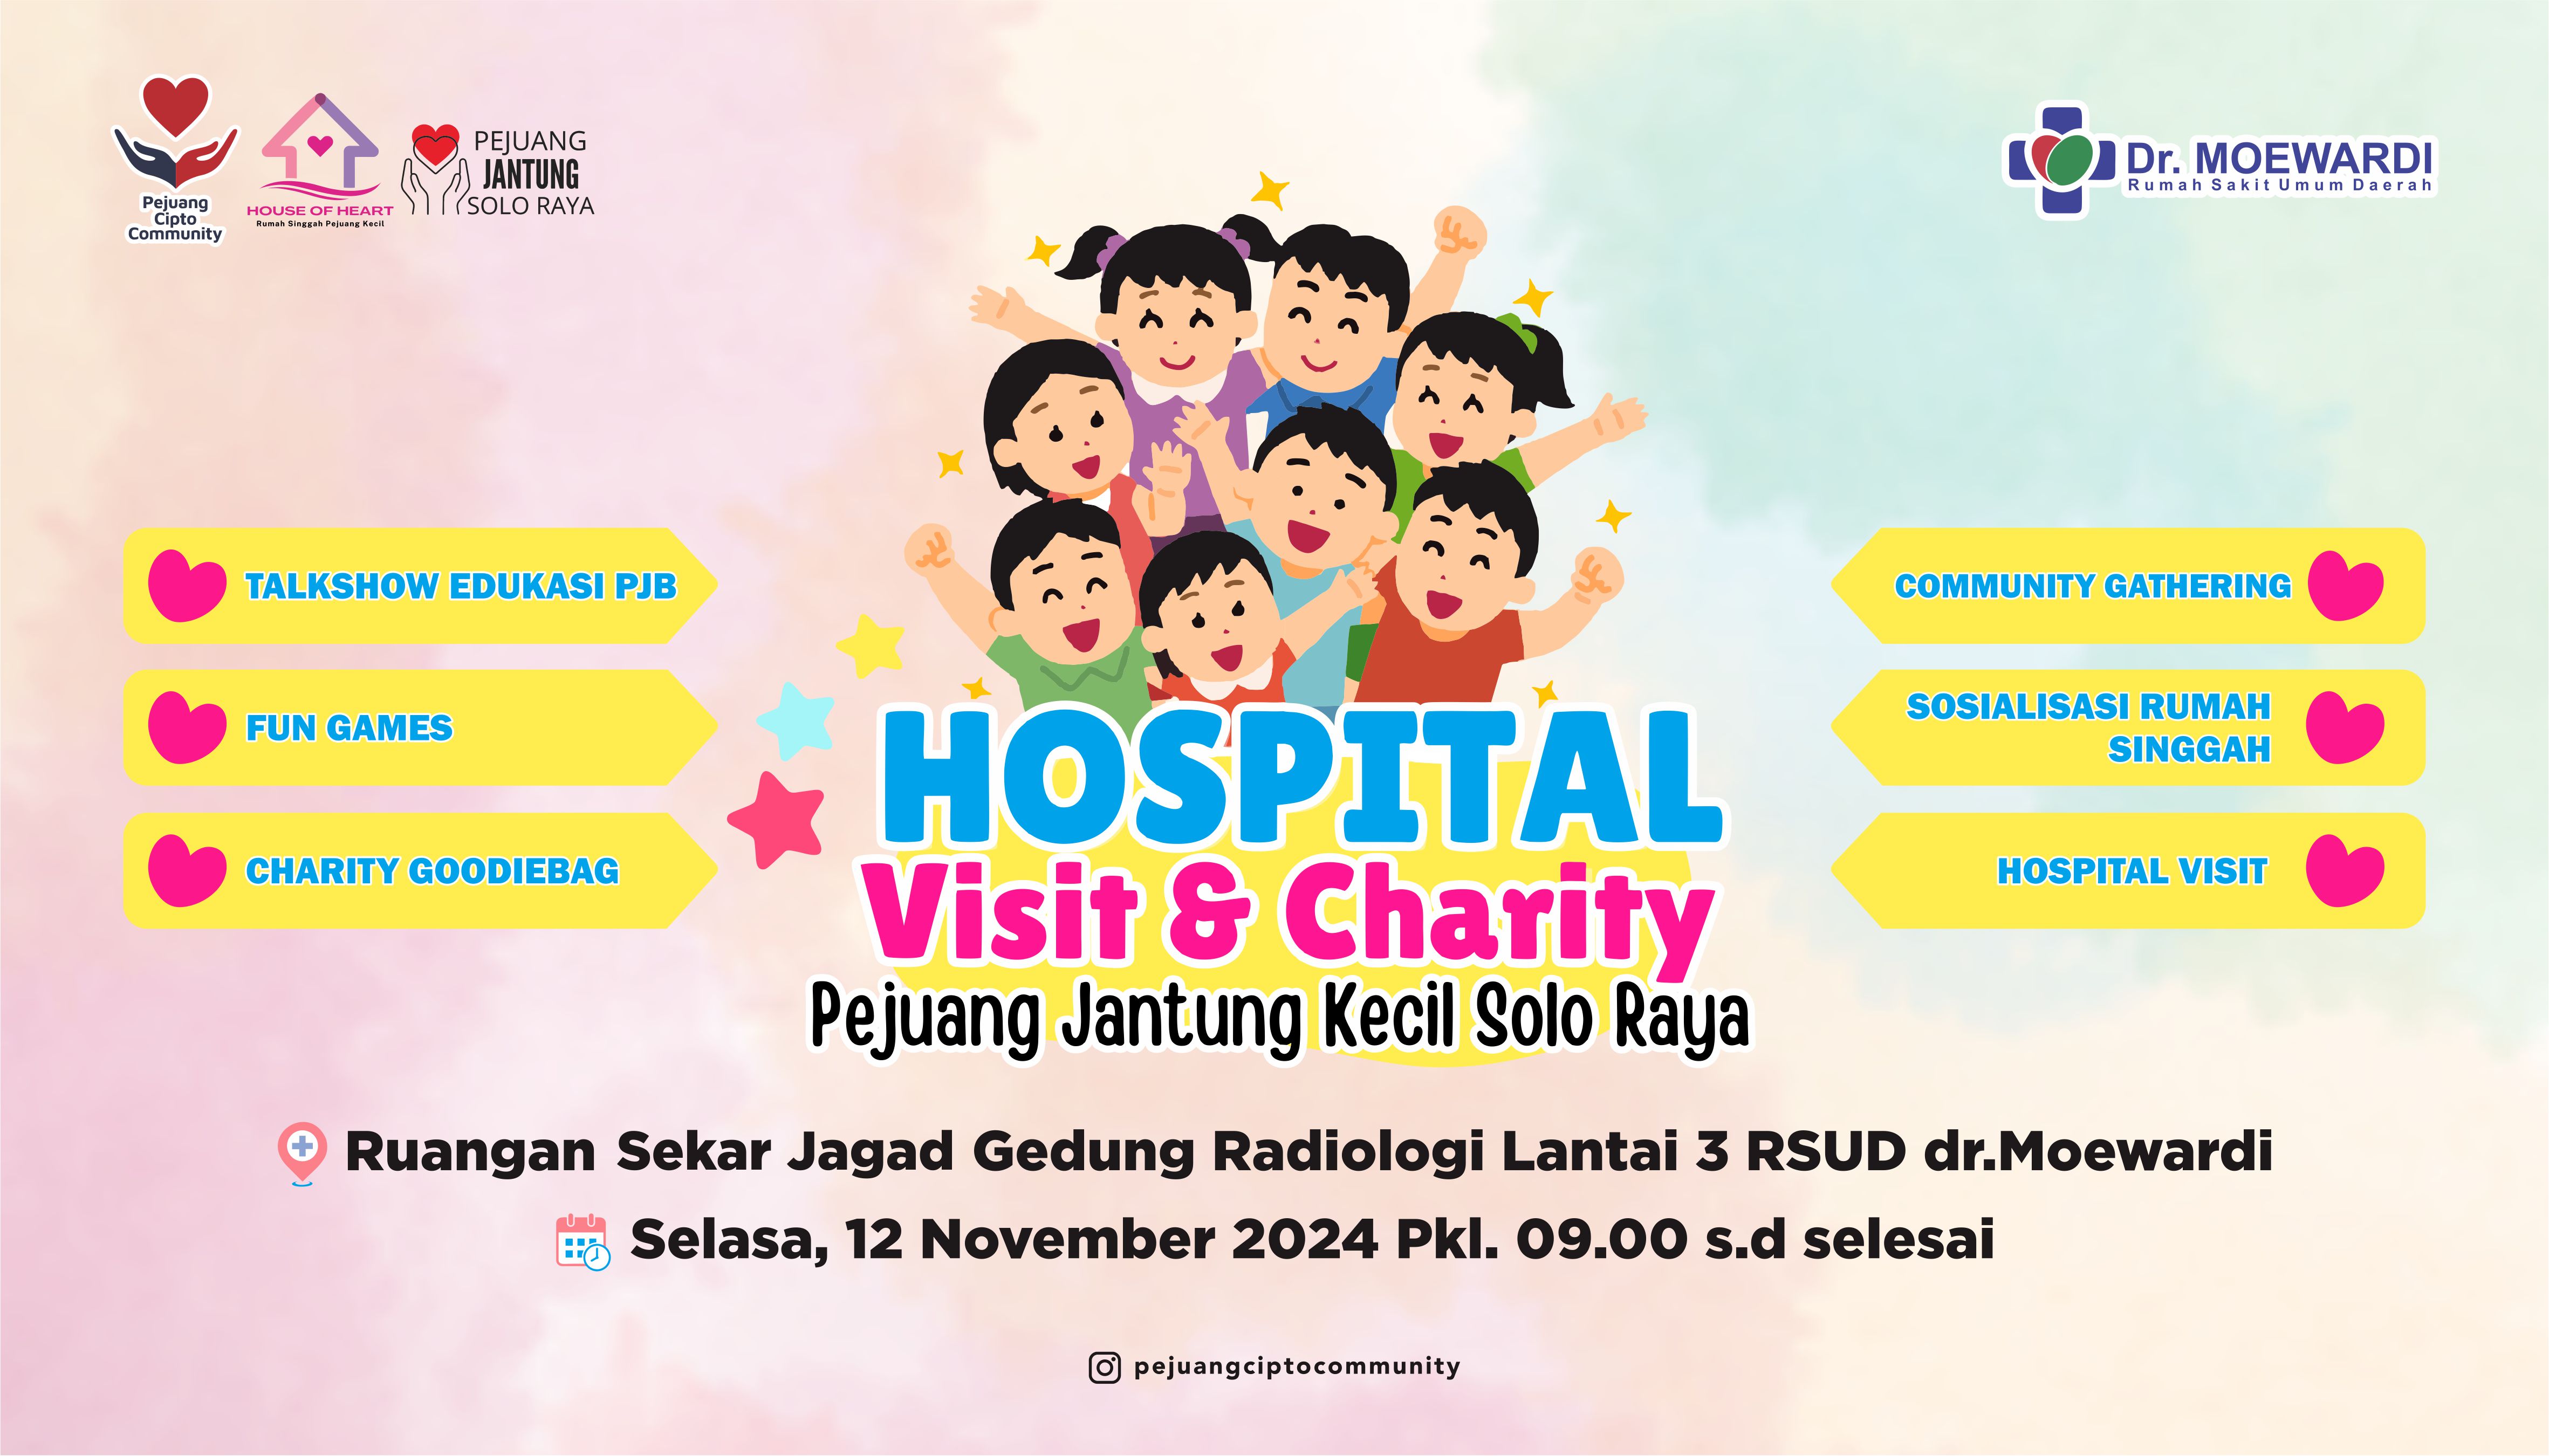 Pejuang
Cipto
Community
HOUSE OF HEART
Rumah Singgah Pejuang Kecil
PEJUANG
JANTUNG
SOLO RAYA
Dr. MOEWARDI
Rumah Sakit Umum Daerah
TALKSHOW EDUKASI PJB
FUN GAMES
CHARITY GOODIEBAG
COMMUNITY GATHERING
SOSIALISASI RUMAH
SINGGAH
HOSPITAL VISIT
HOSPITAL
Visit & Charity
Pejuang Jantung Kecil Solo Raya
Ruangan Sekar Jagad Gedung Radiologi Lantai 3 RSUD dr.Moewardi
Selasa, 12 November 2024 Pkl. 09.00 s.d selesai
pejuangciptocommunity